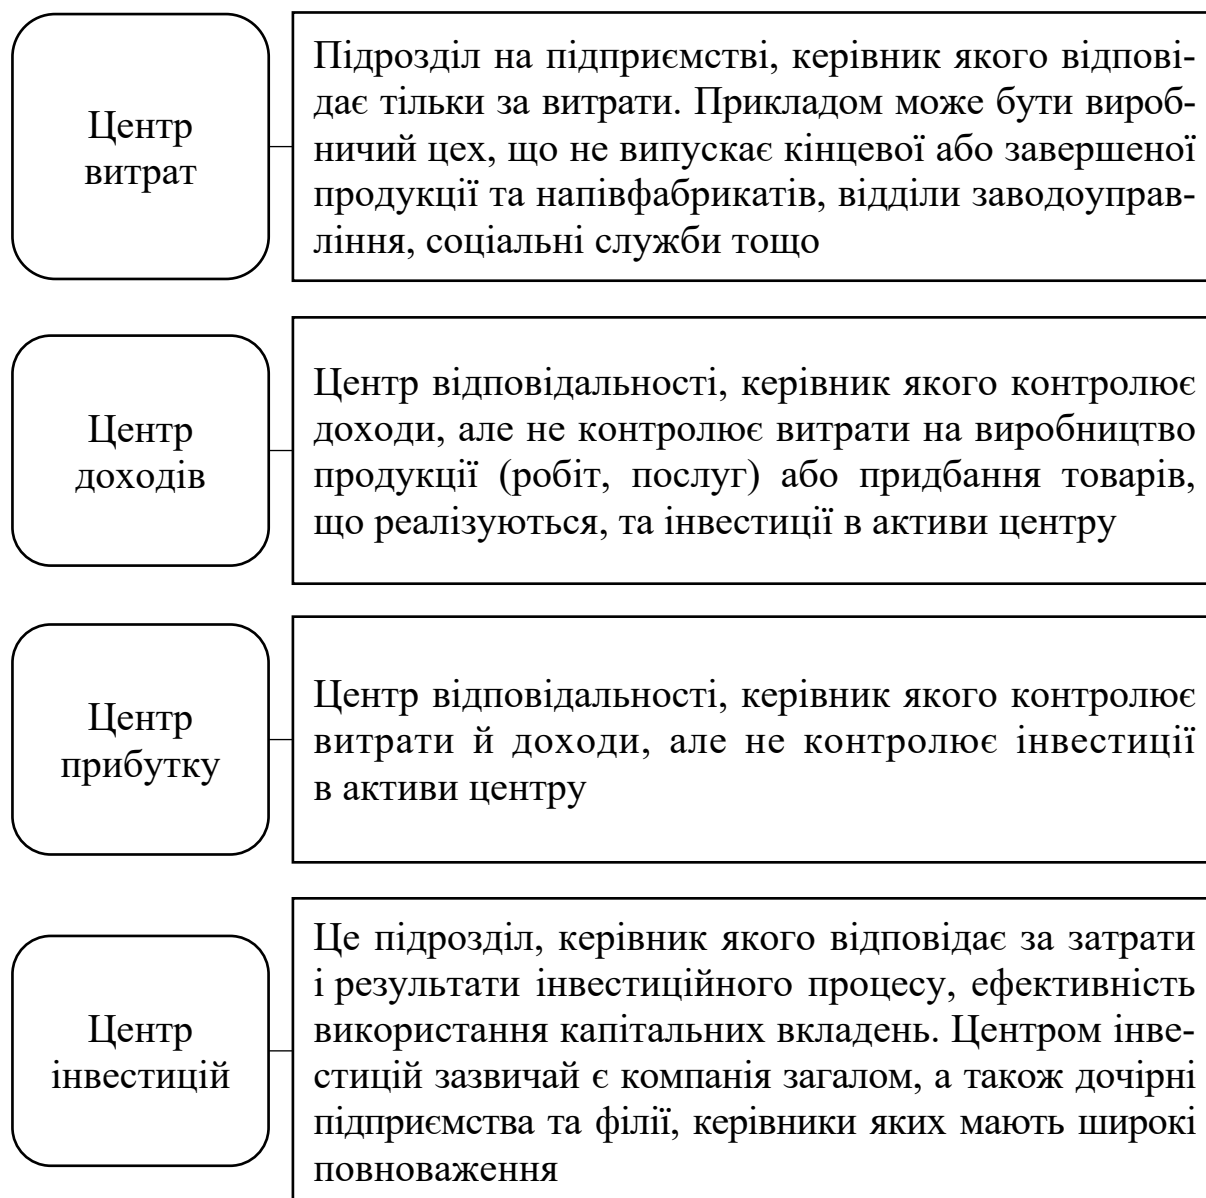 Центр
витрат
Підрозділ на підприємстві, керівник якого відпові-
дає тільки за витрати. Прикладом може бути вироб-
ничий цех, що не випускає кінцевої або завершеної
продукції та напівфабрикатів, відділи заводоуправ-
ління, соціальні служби тощо
Центр
доходів
Центр відповідальності, керівник якого контролює
доходи, але не контролює витрати на виробництво
продукції (робіт, послуг) або придбання товарів,
що реалізуються, та інвестиції в активи центру
Центр
прибутку
Центр відповідальності, керівник якого контролює
витрати й доходи, але не контролює інвестиції
в активи центру
Центр
інвестицій
Це підрозділ, керівник якого відповідає за затрати
і результати інвестиційного процесу, ефективність
використання капітальних вкладень. Центром інве-
стицій зазвичай є компанія загалом, а також дочірні
підприємства та філії, керівники яких мають широкі
повноваження